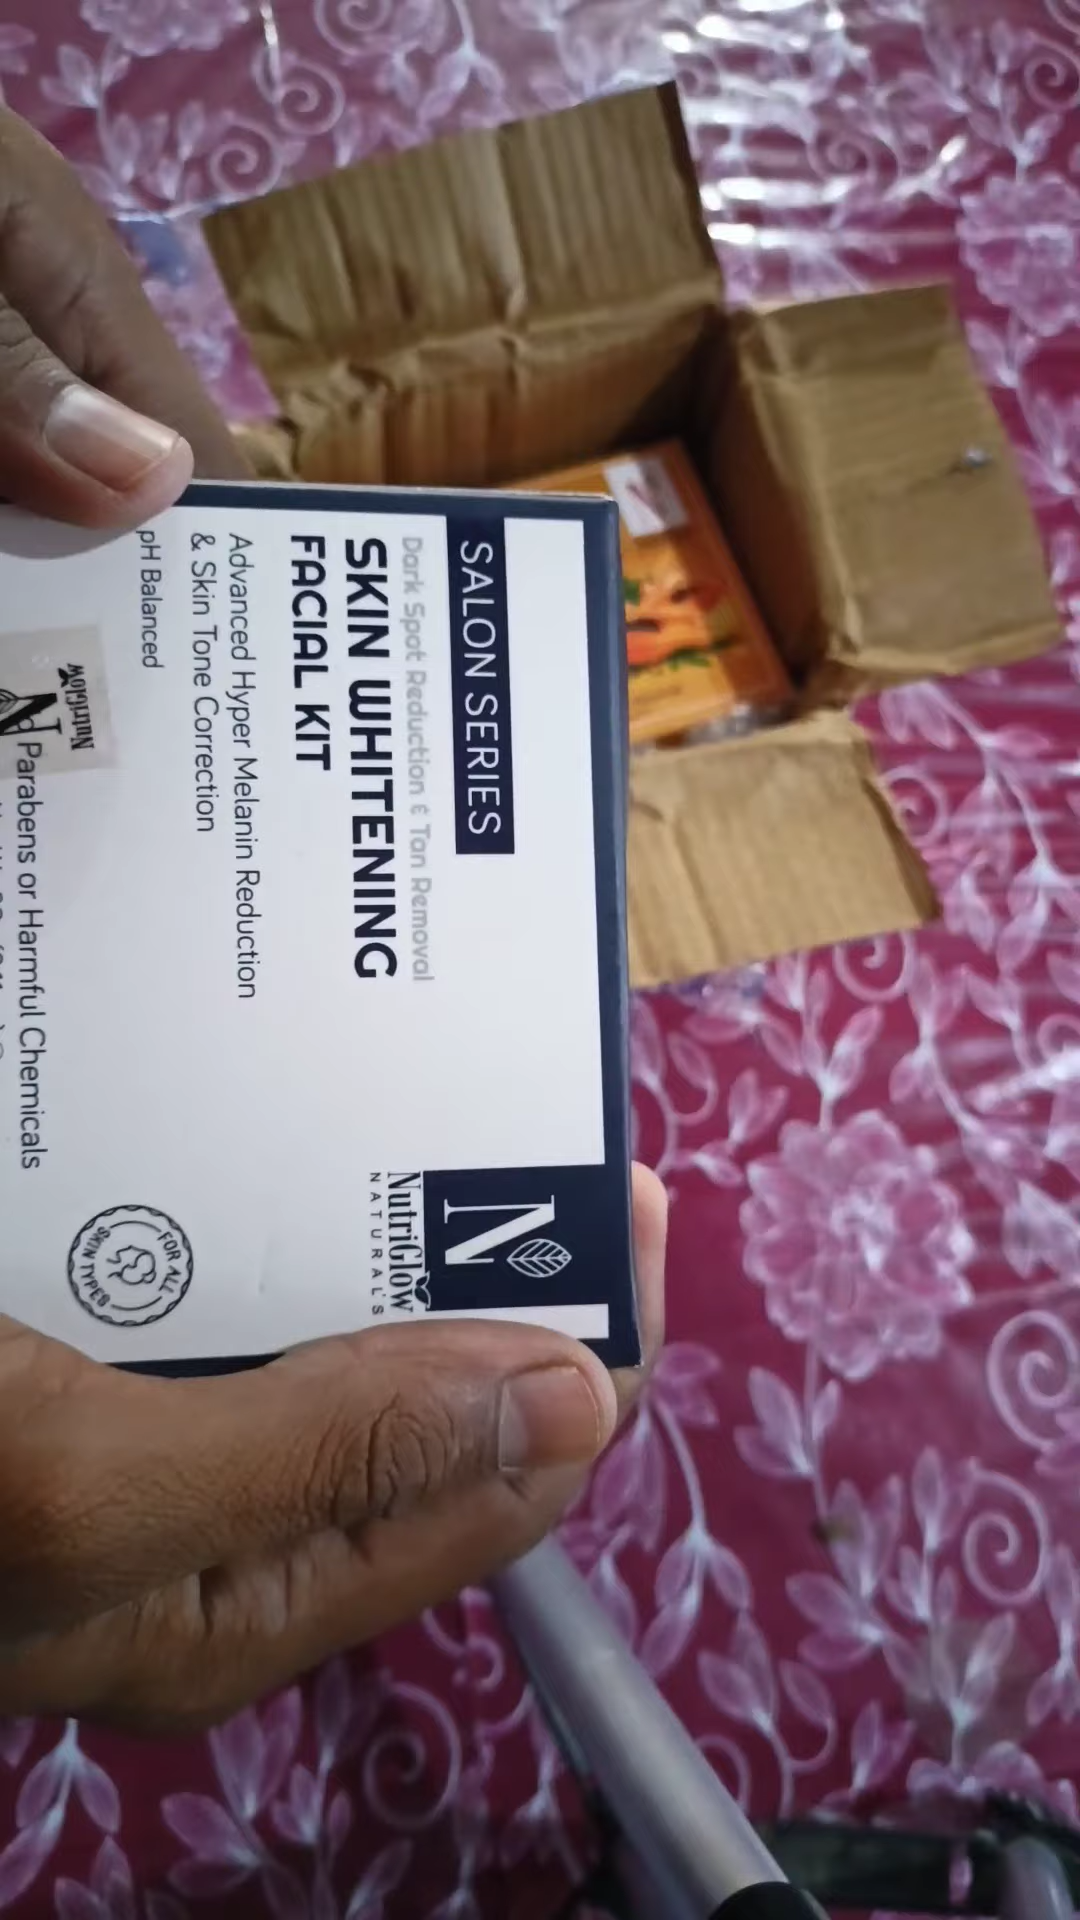 SALON SERIES
Dark Spot Reduction & Tan Removal
SKIN WHITENING
FACIAL KIT
Advanced Hyper Melanin Reduction
& Skin Tone Correction
pH Balanced
Parabens or Harmful Chemicals
N
NutriGlow
NATURAL'S
FOR ALL
SKIN TYPES
NutriGlow
N